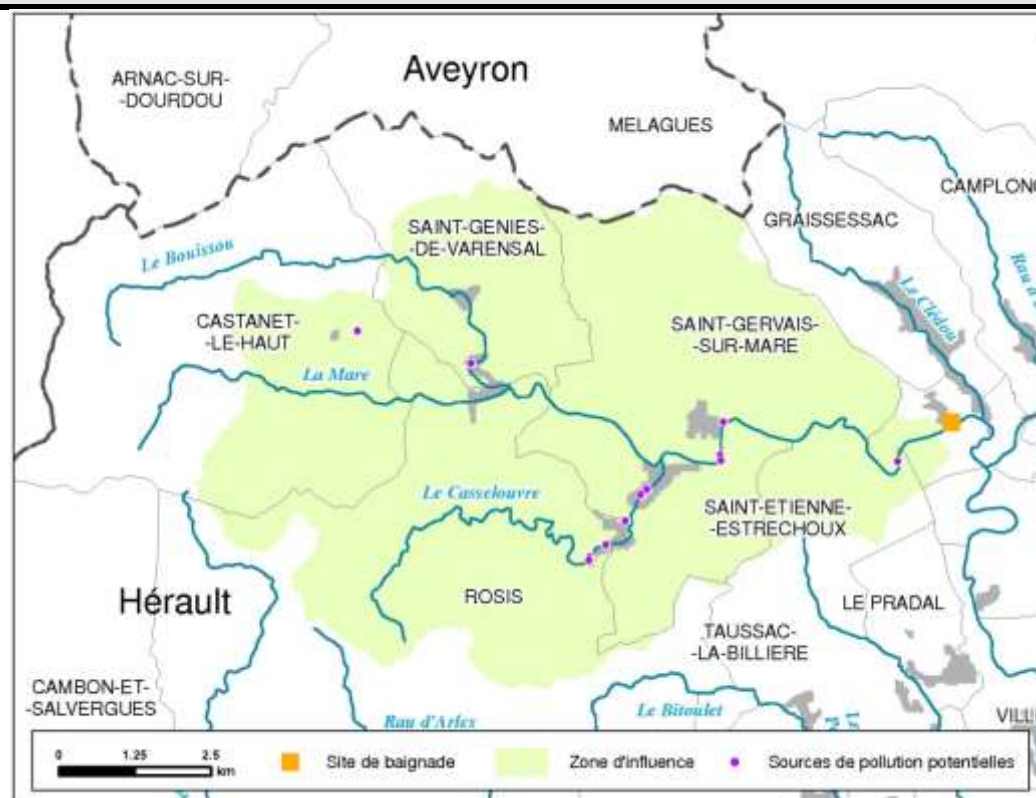 Aveyron
ARNAC-SUR-
-DOURDOU
MELAGUES
CAMPLONG
GRAISSESSAC
SAINT-GENIES-
-DE-VARENSAL
Le Bouissou
Le Clédou
Rau d'
CASTANET-
-LE-HAUT
SAINT-GERVAIS-
-SUR-MARE
La Mare
Le Casselouvre
SAINT-ETIENNE-
-ESTRECHOUX
Hérault
ROSIS
LE PRADAL
TAUSSAC-
-LA-BILLIERE
CAMBON-ET-
-SALVERGUES
Rau d'Arles
Le Bitoulet
0 1.25 2.5
km
Site de baignade
Zone d'influence
Sources de pollution potentielles